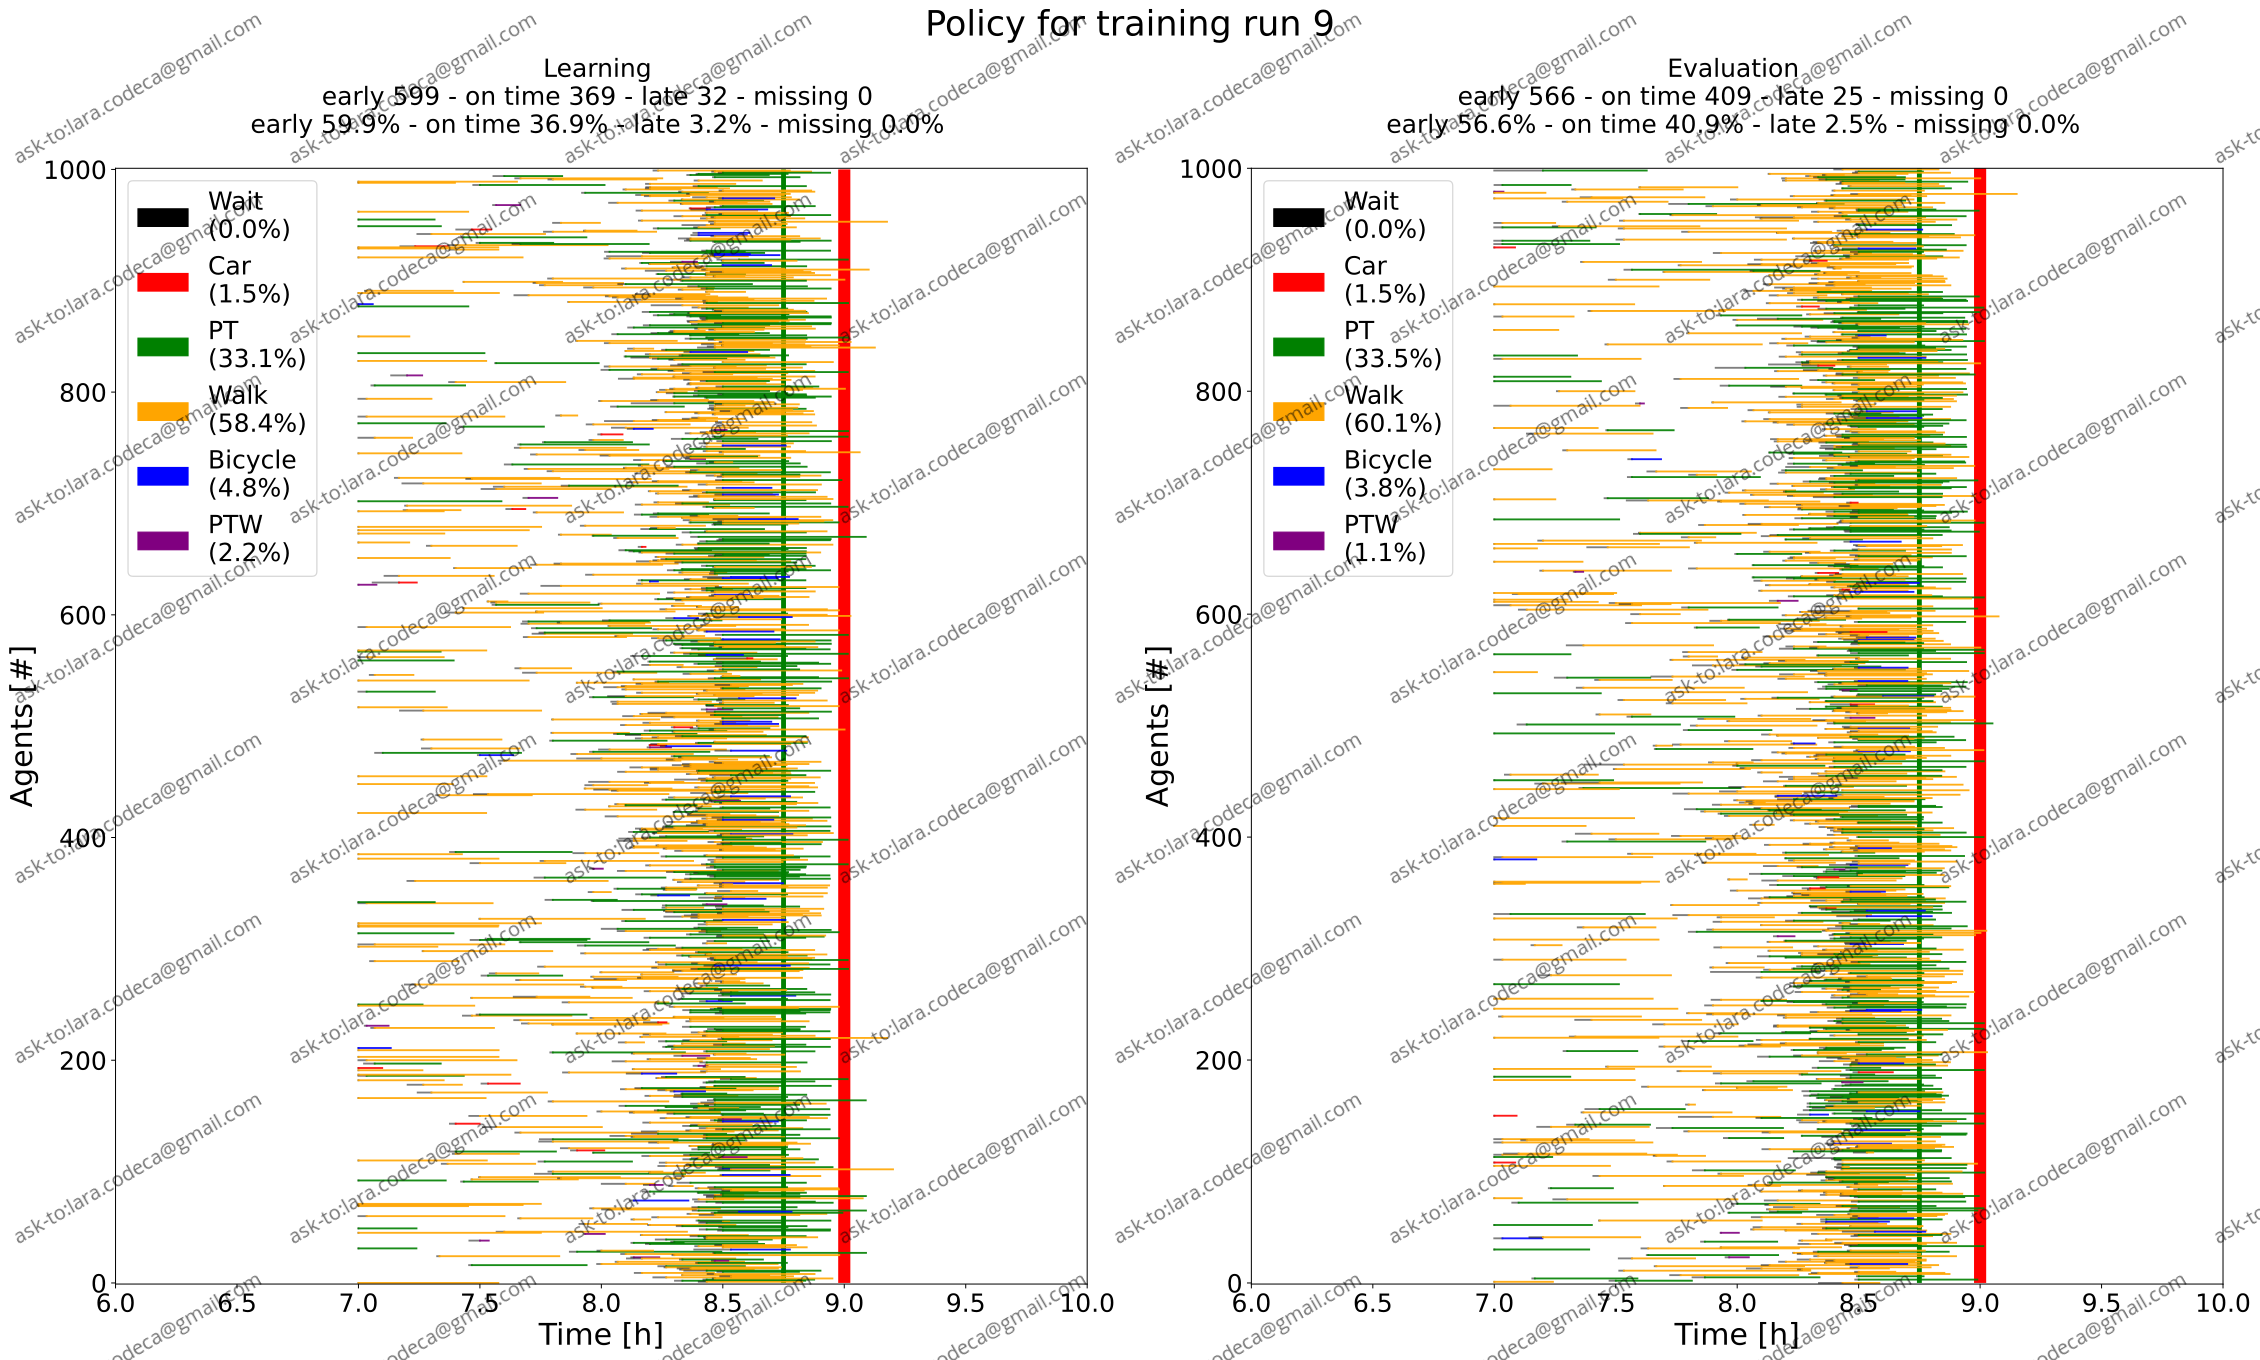 Policy for training run 9
Learning
early 599 - on time 369 - late 32 - missing 0
early 59.9% - on time 36.9% - late 3.2% - missing 0.0%
1000
800
600
400
200
0
Agents [#]
Wait
(0.0%)
Car
(1.5%)
PT
(33.1%)
Walk
(58.4%)
Bicycle
(4.8%)
PTW
(2.2%)
6.0 6.5 7.0 7.5 8.0 8.5 9.0 9.5 10.0
Time [h]
Evaluation
early 566 - on time 409 - late 25 - missing 0
early 56.6% - on time 40.9% - late 2.5% - missing 0.0%
1000
800
600
400
200
0
Agents [#]
Wait
(0.0%)
Car
(1.5%)
PT
(33.5%)
Walk
(60.1%)
Bicycle
(3.8%)
PTW
(1.1%)
6.0 6.5 7.0 7.5 8.0 8.5 9.0 9.5 10.0
Time [h]
ask-to:lara.codeca@gmail.com